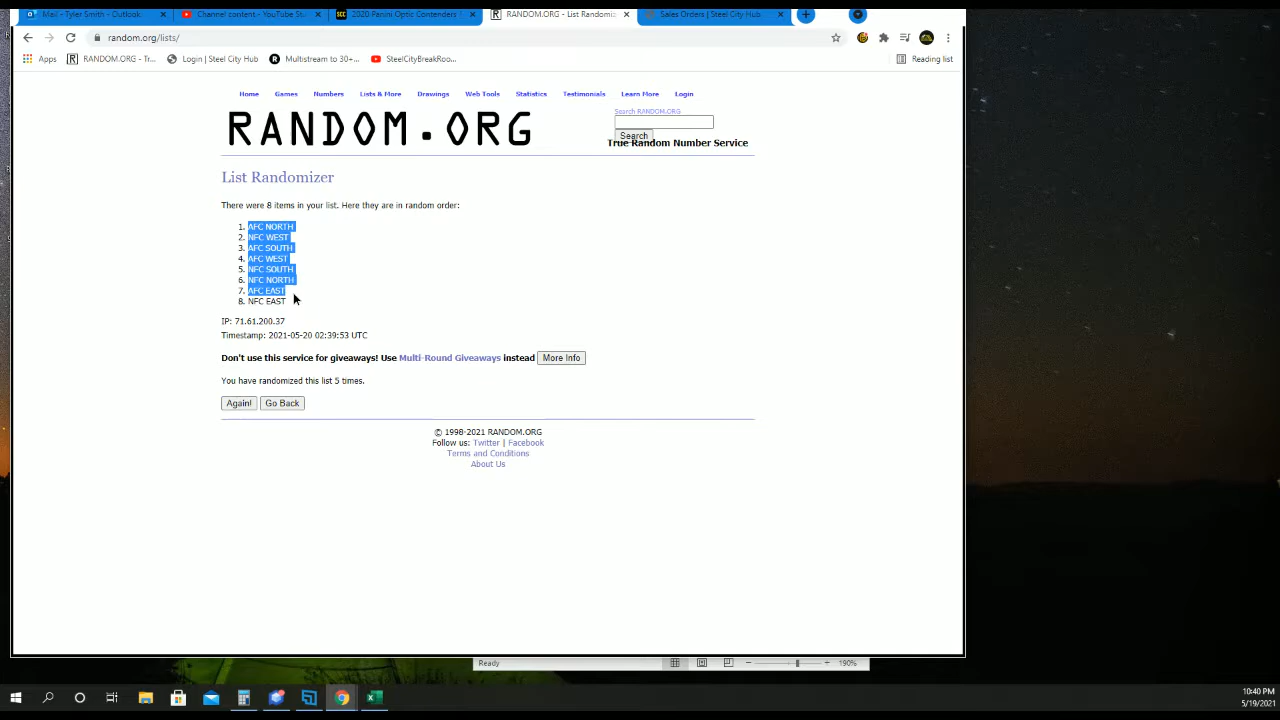 Mail - Tyler Smith - Outlook
Channel content - YouTube St
2020 Panini Optic Contenders -
RANDOM.ORG - List Randomiz
Sales Orders | Steel City Hub
random.org/lists/
Apps
RANDOM.ORG - Tr...
Login | Steel City Hub
Multistream to 30+...
SteelCityBreakRoo...
Reading list
Home
Games
Numbers
Lists & More
Drawings
Web Tools
Statistics
Testimonials
Learn More
Login
RANDOM.ORG
Search RANDOM.ORG
Search
True Random Number Service
List Randomizer
There were 8 items in your list. Here they are in random order:
1. AFC NORTH
2. NFC WEST
3. AFC SOUTH
4. AFC WEST
5. NFC SOUTH
6. NFC NORTH
7. AFC EAST
8. NFC EAST
IP: 71.61.200.37
Timestamp: 2021-05-20 02:39:53 UTC
Don't use this service for giveaways! Use Multi-Round Giveaways instead More Info
You have randomized this list 5 times.
Again! Go Back
© 1998-2021 RANDOM.ORG
Follow us: Twitter | Facebook
Terms and Conditions
About Us
Ready
190%
10:40 PM
5/19/2021